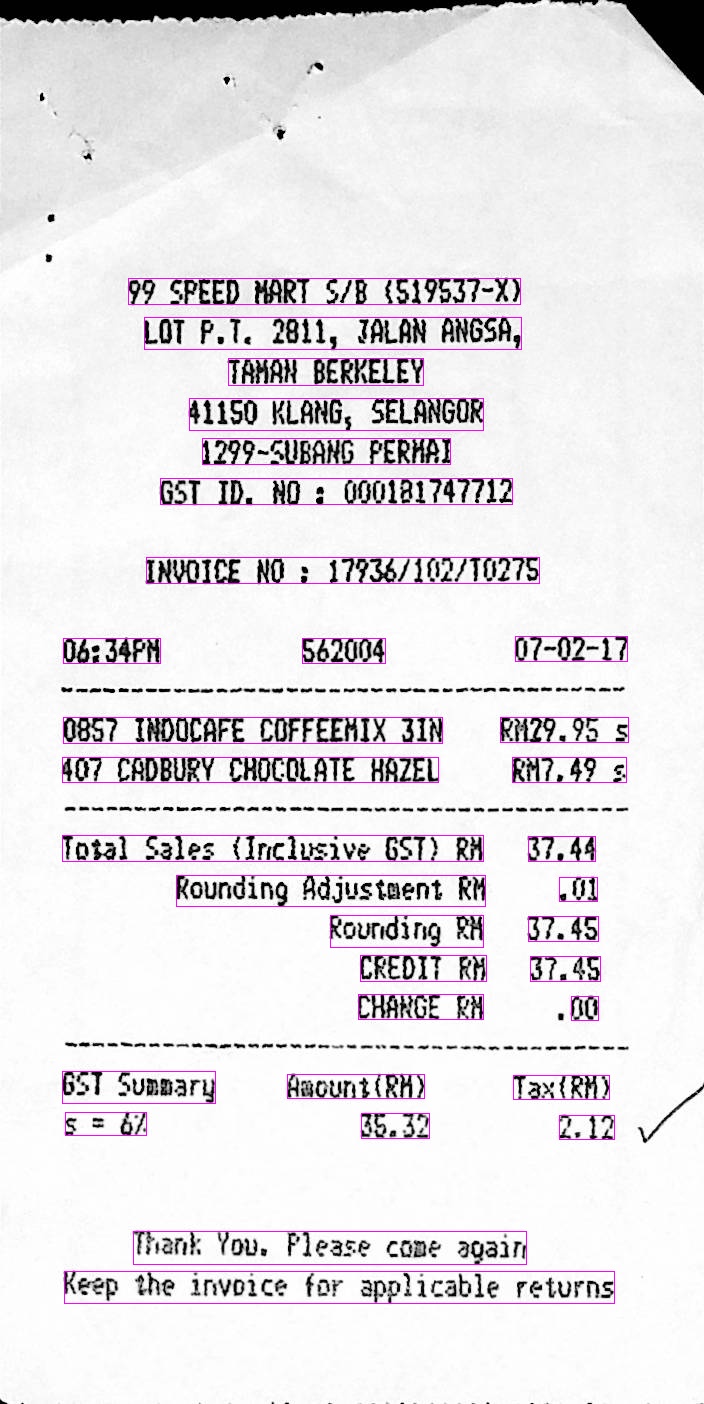 99 SPEED MART S/B (519537-X)
LOT P.T. 2811, JALAN ANGSA,
TAMAN BERKELEY
41150 KLANG, SELANGOR
1299-SUBANG PERMAI
GST ID. NO : 000181747712
INVOICE NO : 17936/102/T0275
06:34PM 562004 07-02-17
0857 INDOCAFE COFFEEMIX 3IN RM29.95 s
407 CADBURY CHOCOLATE HAZEL RM7.49 s
Total Sales (Inclusive GST) RM 37.44
Rounding Adjustment RM .01
Rounding RM 37.45
CREDIT RM 37.45
CHANGE RM .00
GST Summary Amount(RM) Tax(RM)
s = 6% 35.32 2.12
Thank You. Please come again
Keep the invoice for applicable returns